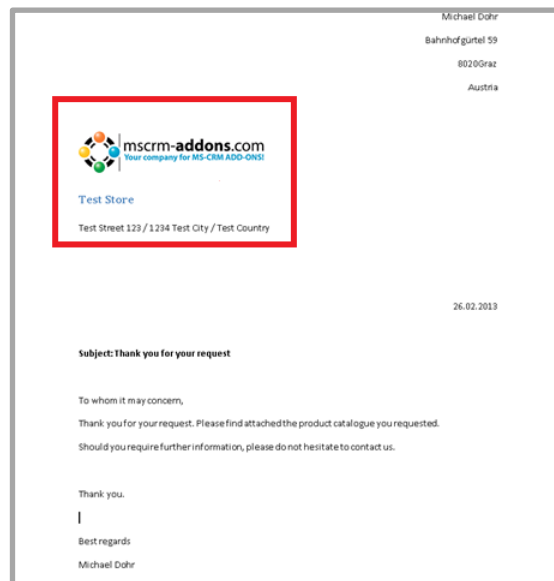 Michael Dohr
Bahnhofgürtel 59
8020Graz
Austria
mscrm-addons.com
Your company for MS-CRM ADD-ONS!
Test Store
Test Street 123 / 1234 Test City / Test Country
26.02.2013
Subject: Thank you for your request
To whom it may concern,
Thank you for your request. Please find attached the product catalogue you requested.
Should you require further information, please do not hesitate to contact us.
Thank you.
Best regards
Michael Dohr